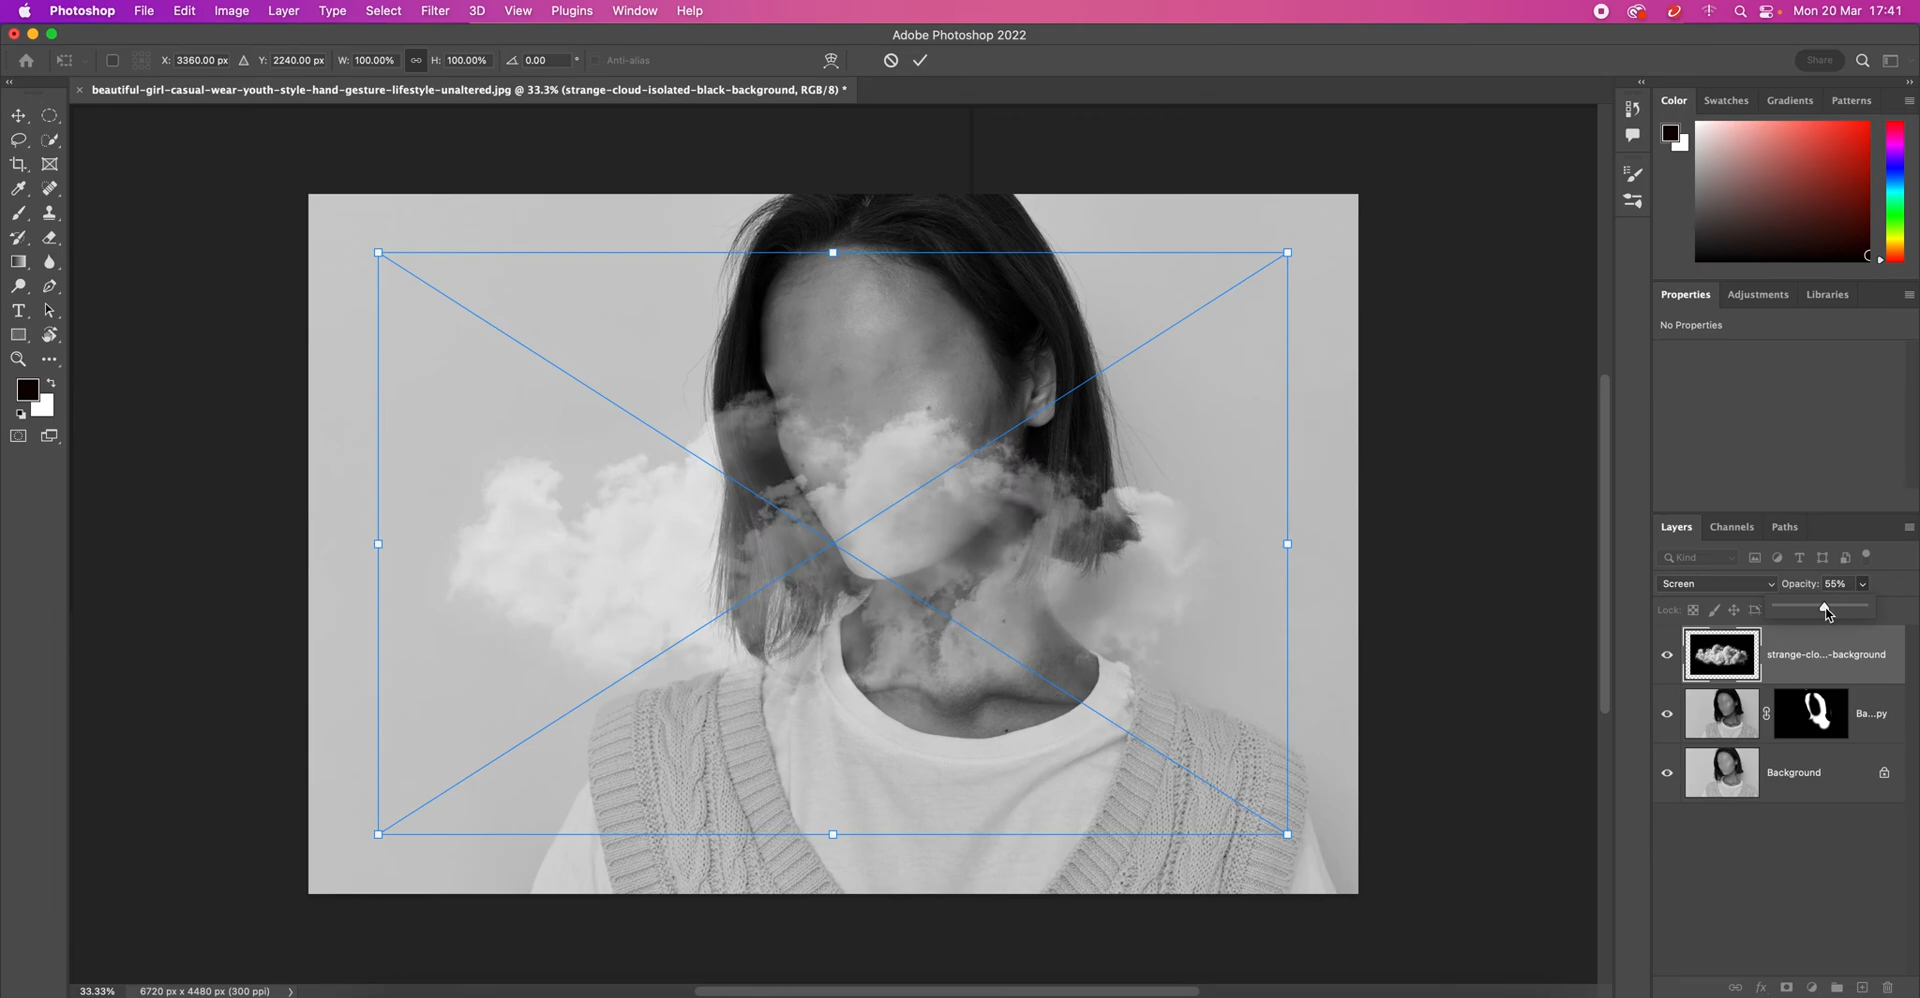 Photoshop File Edit Image Layer Type Select Filter 3D View Plugins Window Help Mon 20 Mar 17:41
Adobe Photoshop 2022
X: 3360.00 px Y: 2240.00 px W: 100.00% H: 100.00% 0.00 ° Anti-alias Share
× beautiful-girl-casual-wear-youth-style-hand-gesture-lifestyle-unaltered.jpg @ 33.3% (strange-cloud-isolated-black-background, RGB/8) *
Color Swatches Gradients Patterns
Properties Adjustments Libraries
No Properties
Layers Channels Paths
Kind
Screen Opacity: 55%
Lock:
strange-clo...-background
Ba...py
Background
33.33% 6720 px x 4480 px (300 ppi)